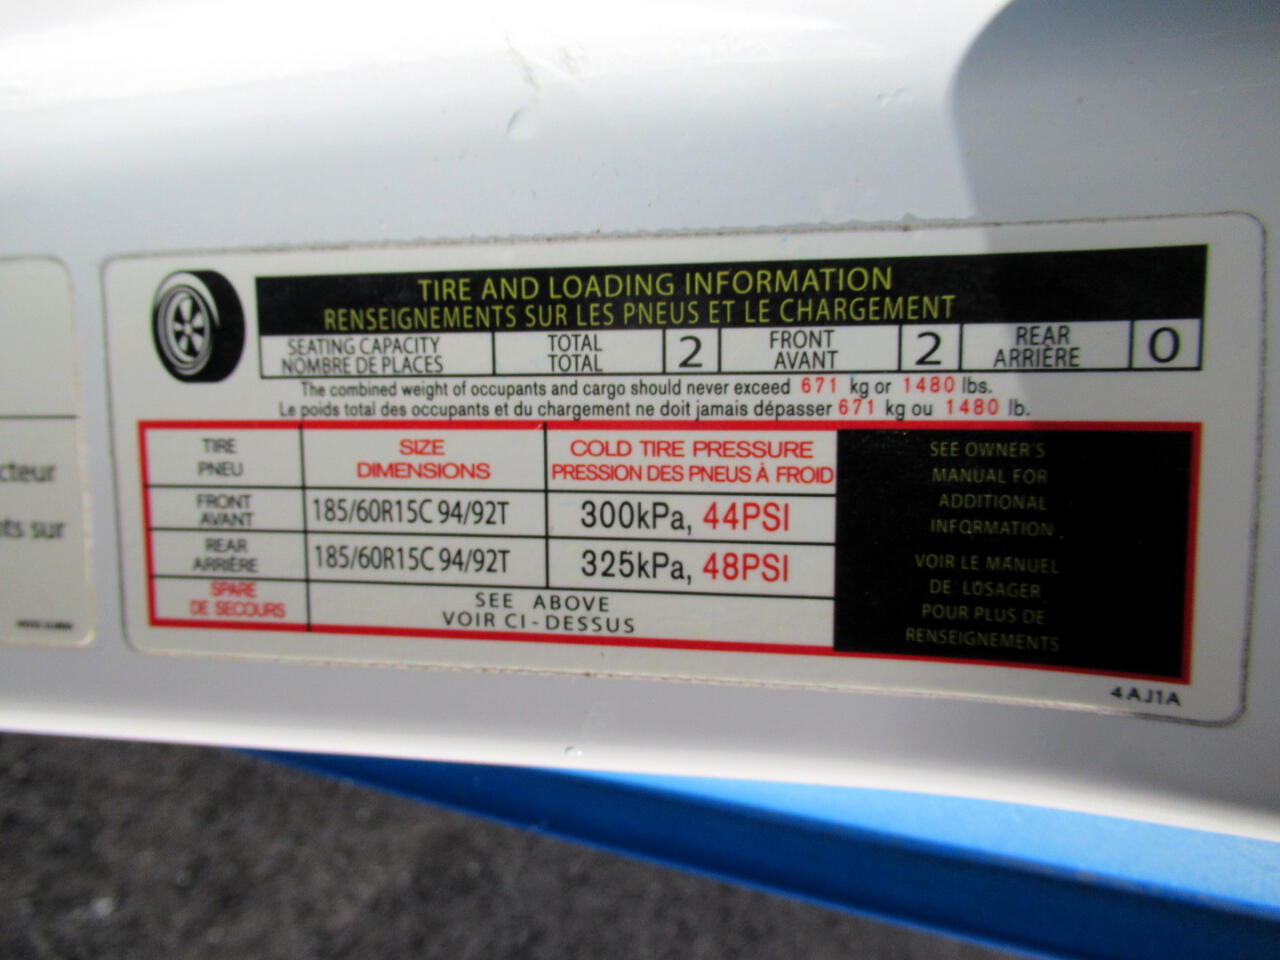 TIRE AND LOADING INFORMATION
RENSEIGNEMENTS SUR LES PNEUS ET LE CHARGEMENT
SEATING CAPACITY TOTAL 2 FRONT 2 REAR 0
NOMBRE DE PLACES TOTAL AVANT ARRIÈRE
The combined weight of occupants and cargo should never exceed 671 kg or 1480 lbs.
Le poids total des occupants et du chargement ne doit jamais dépasser 671 kg ou 1480 lb.
TIRE SIZE COLD TIRE PRESSURE
PNEU DIMENSIONS PRESSION DES PNEUS À FROID
FRONT
AVANT
185/60R15C 94/92T 300kPa, 44PSI
REAR
ARRIÈRE
185/60R15C 94/92T 325kPa, 48PSI
SPARE
DE SECOURS
SEE ABOVE
VOIR CI-DESSUS
SEE OWNER'S
MANUAL FOR
ADDITIONAL
INFORMATION
VOIR LE MANUEL
DE L'USAGER
POUR PLUS DE
RENSEIGNEMENTS
4AJ1A
cteur
nts sur